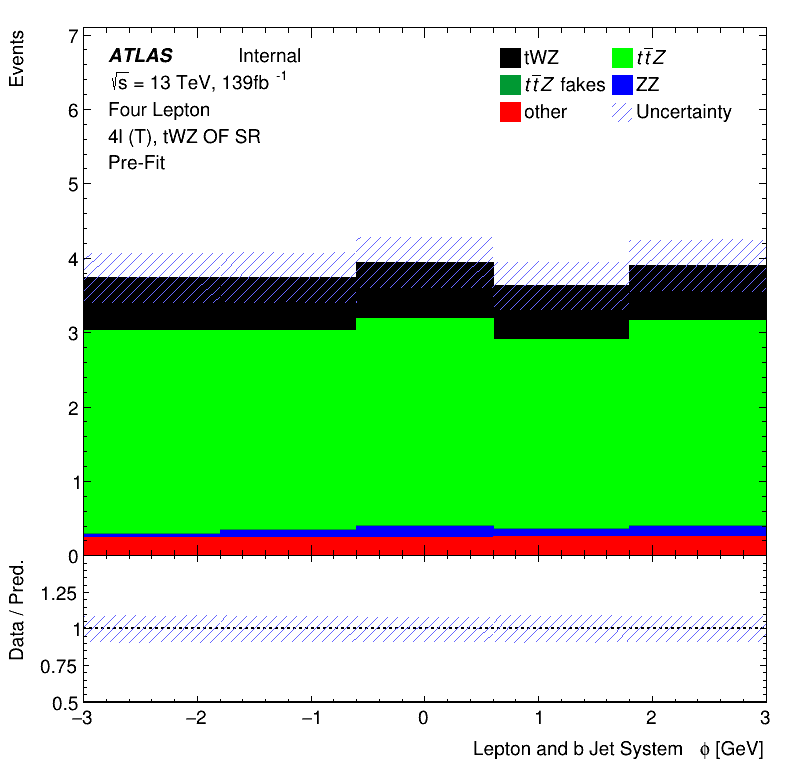 Events
7
6
5
4
3
2
1
0
ATLAS Internal
√s = 13 TeV, 139fb -1
Four Lepton
4l (T), tWZ OF SR
Pre-Fit
tWZ
tt̄Z
tt̄Z fakes
ZZ
other
Uncertainty
Data / Pred.
1.25
1
0.75
0.5
−3 −2 −1 0 1 2 3
Lepton and b Jet System ϕ [GeV]